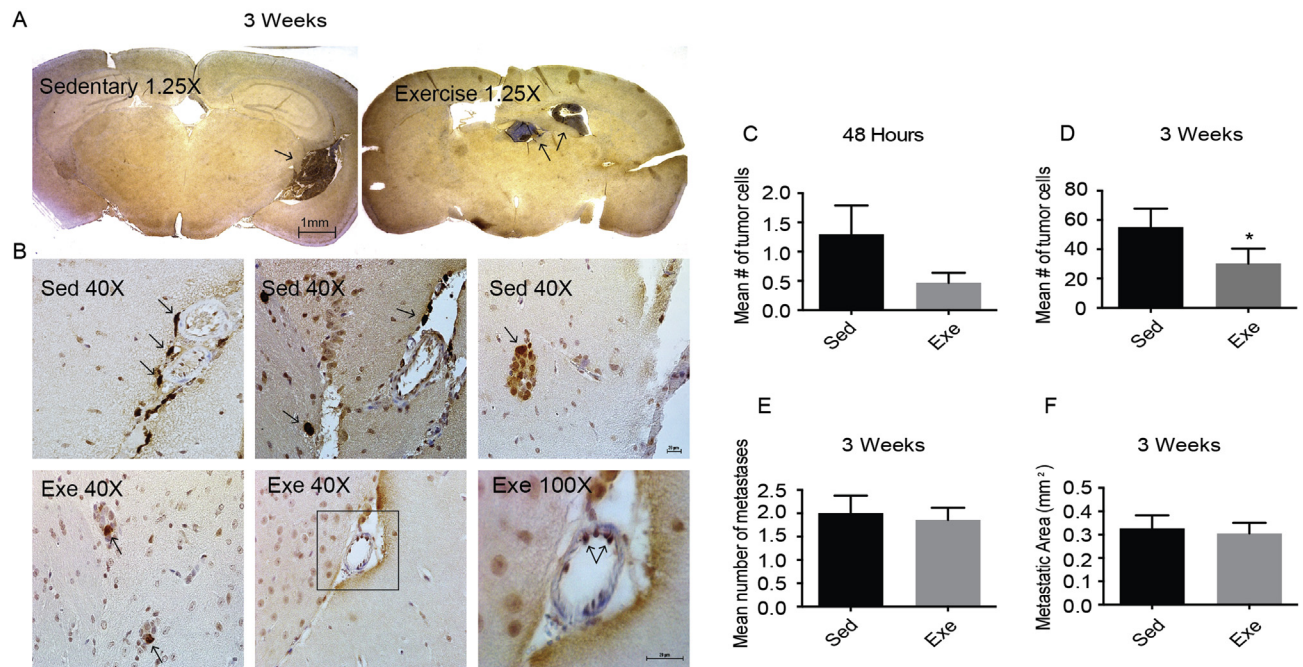 A
3 Weeks
Sedentary 1.25X
Exercise 1.25X
1mm
B
Sed 40X
Sed 40X
Sed 40X
Exe 40X
Exe 40X
Exe 100X
C
48 Hours
Mean # of tumor cells
2.0
1.5
1.0
0.5
0.0
Sed
Exe
D
3 Weeks
Mean # of tumor cells
80
60
40
20
0
*
Sed
Exe
E
3 Weeks
Mean number of metastases
2.5
2.0
1.5
1.0
0.5
0.0
Sed
Exe
F
3 Weeks
Metastatic Area (mm⁻²)
0.5
0.4
0.3
0.2
0.1
0.0
Sed
Exe